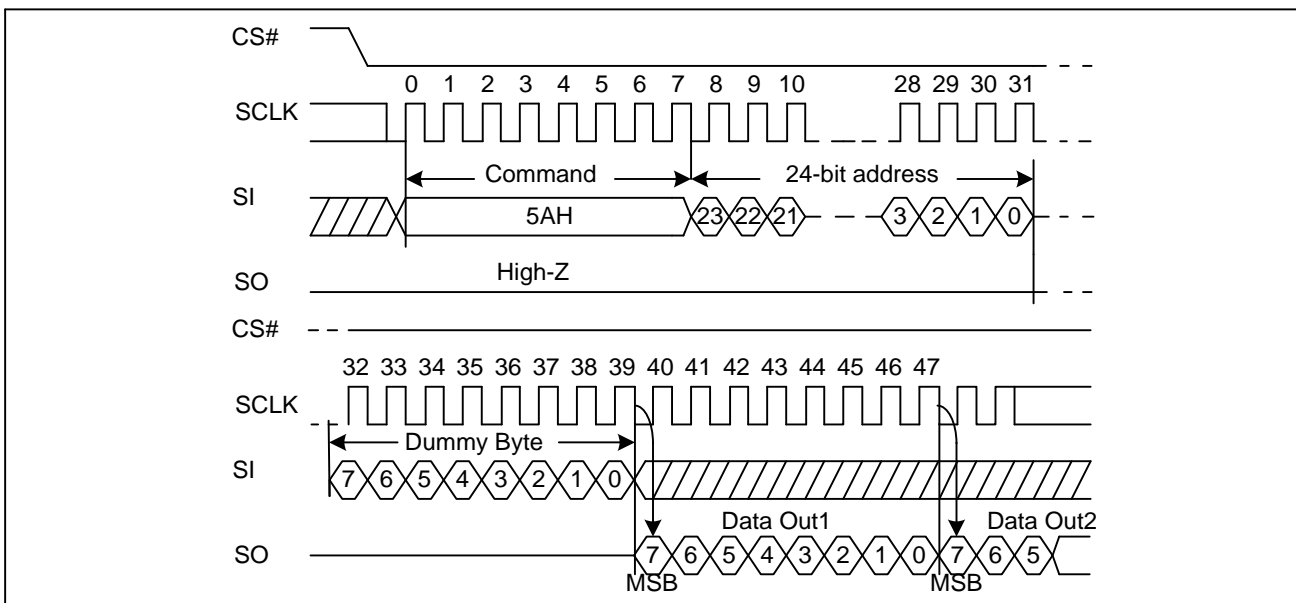 CS#
0 1 2 3 4 5 6 7 8 9 10 28 29 30 31
SCLK
Command 24-bit address
SI
5AH 23 22 21 3 2 1 0
High-Z
SO
CS#
32 33 34 35 36 37 38 39 40 41 42 43 44 45 46 47
SCLK
Dummy Byte
SI
7 6 5 4 3 2 1 0
Data Out1 Data Out2
SO
7 6 5 4 3 2 1 0 7 6 5
MSB MSB